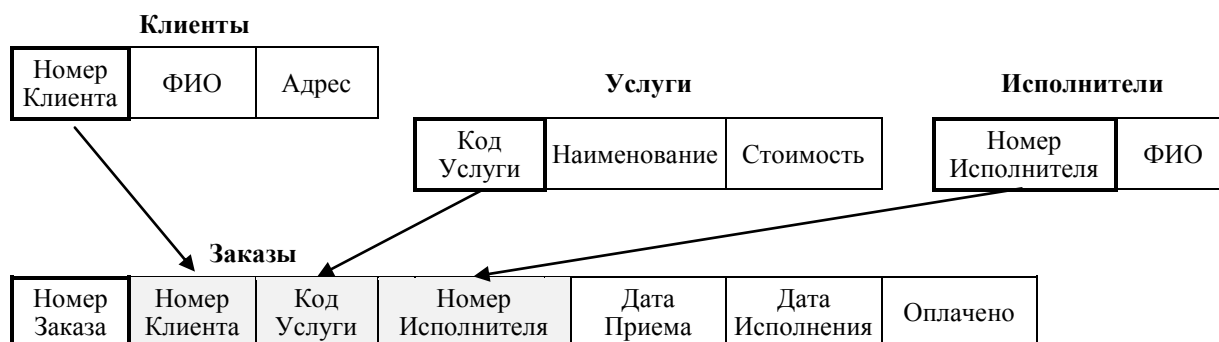 Клиенты
Номер
Клиента
ФИО
Адрес
Услуги
Код
Услуги
Наименование
Стоимость
Исполнители
Номер
Исполнителя
ФИО
Заказы
Номер
Заказа
Номер
Клиента
Код
Услуги
Номер
Исполнителя
Дата
Приема
Дата
Исполнения
Оплачено